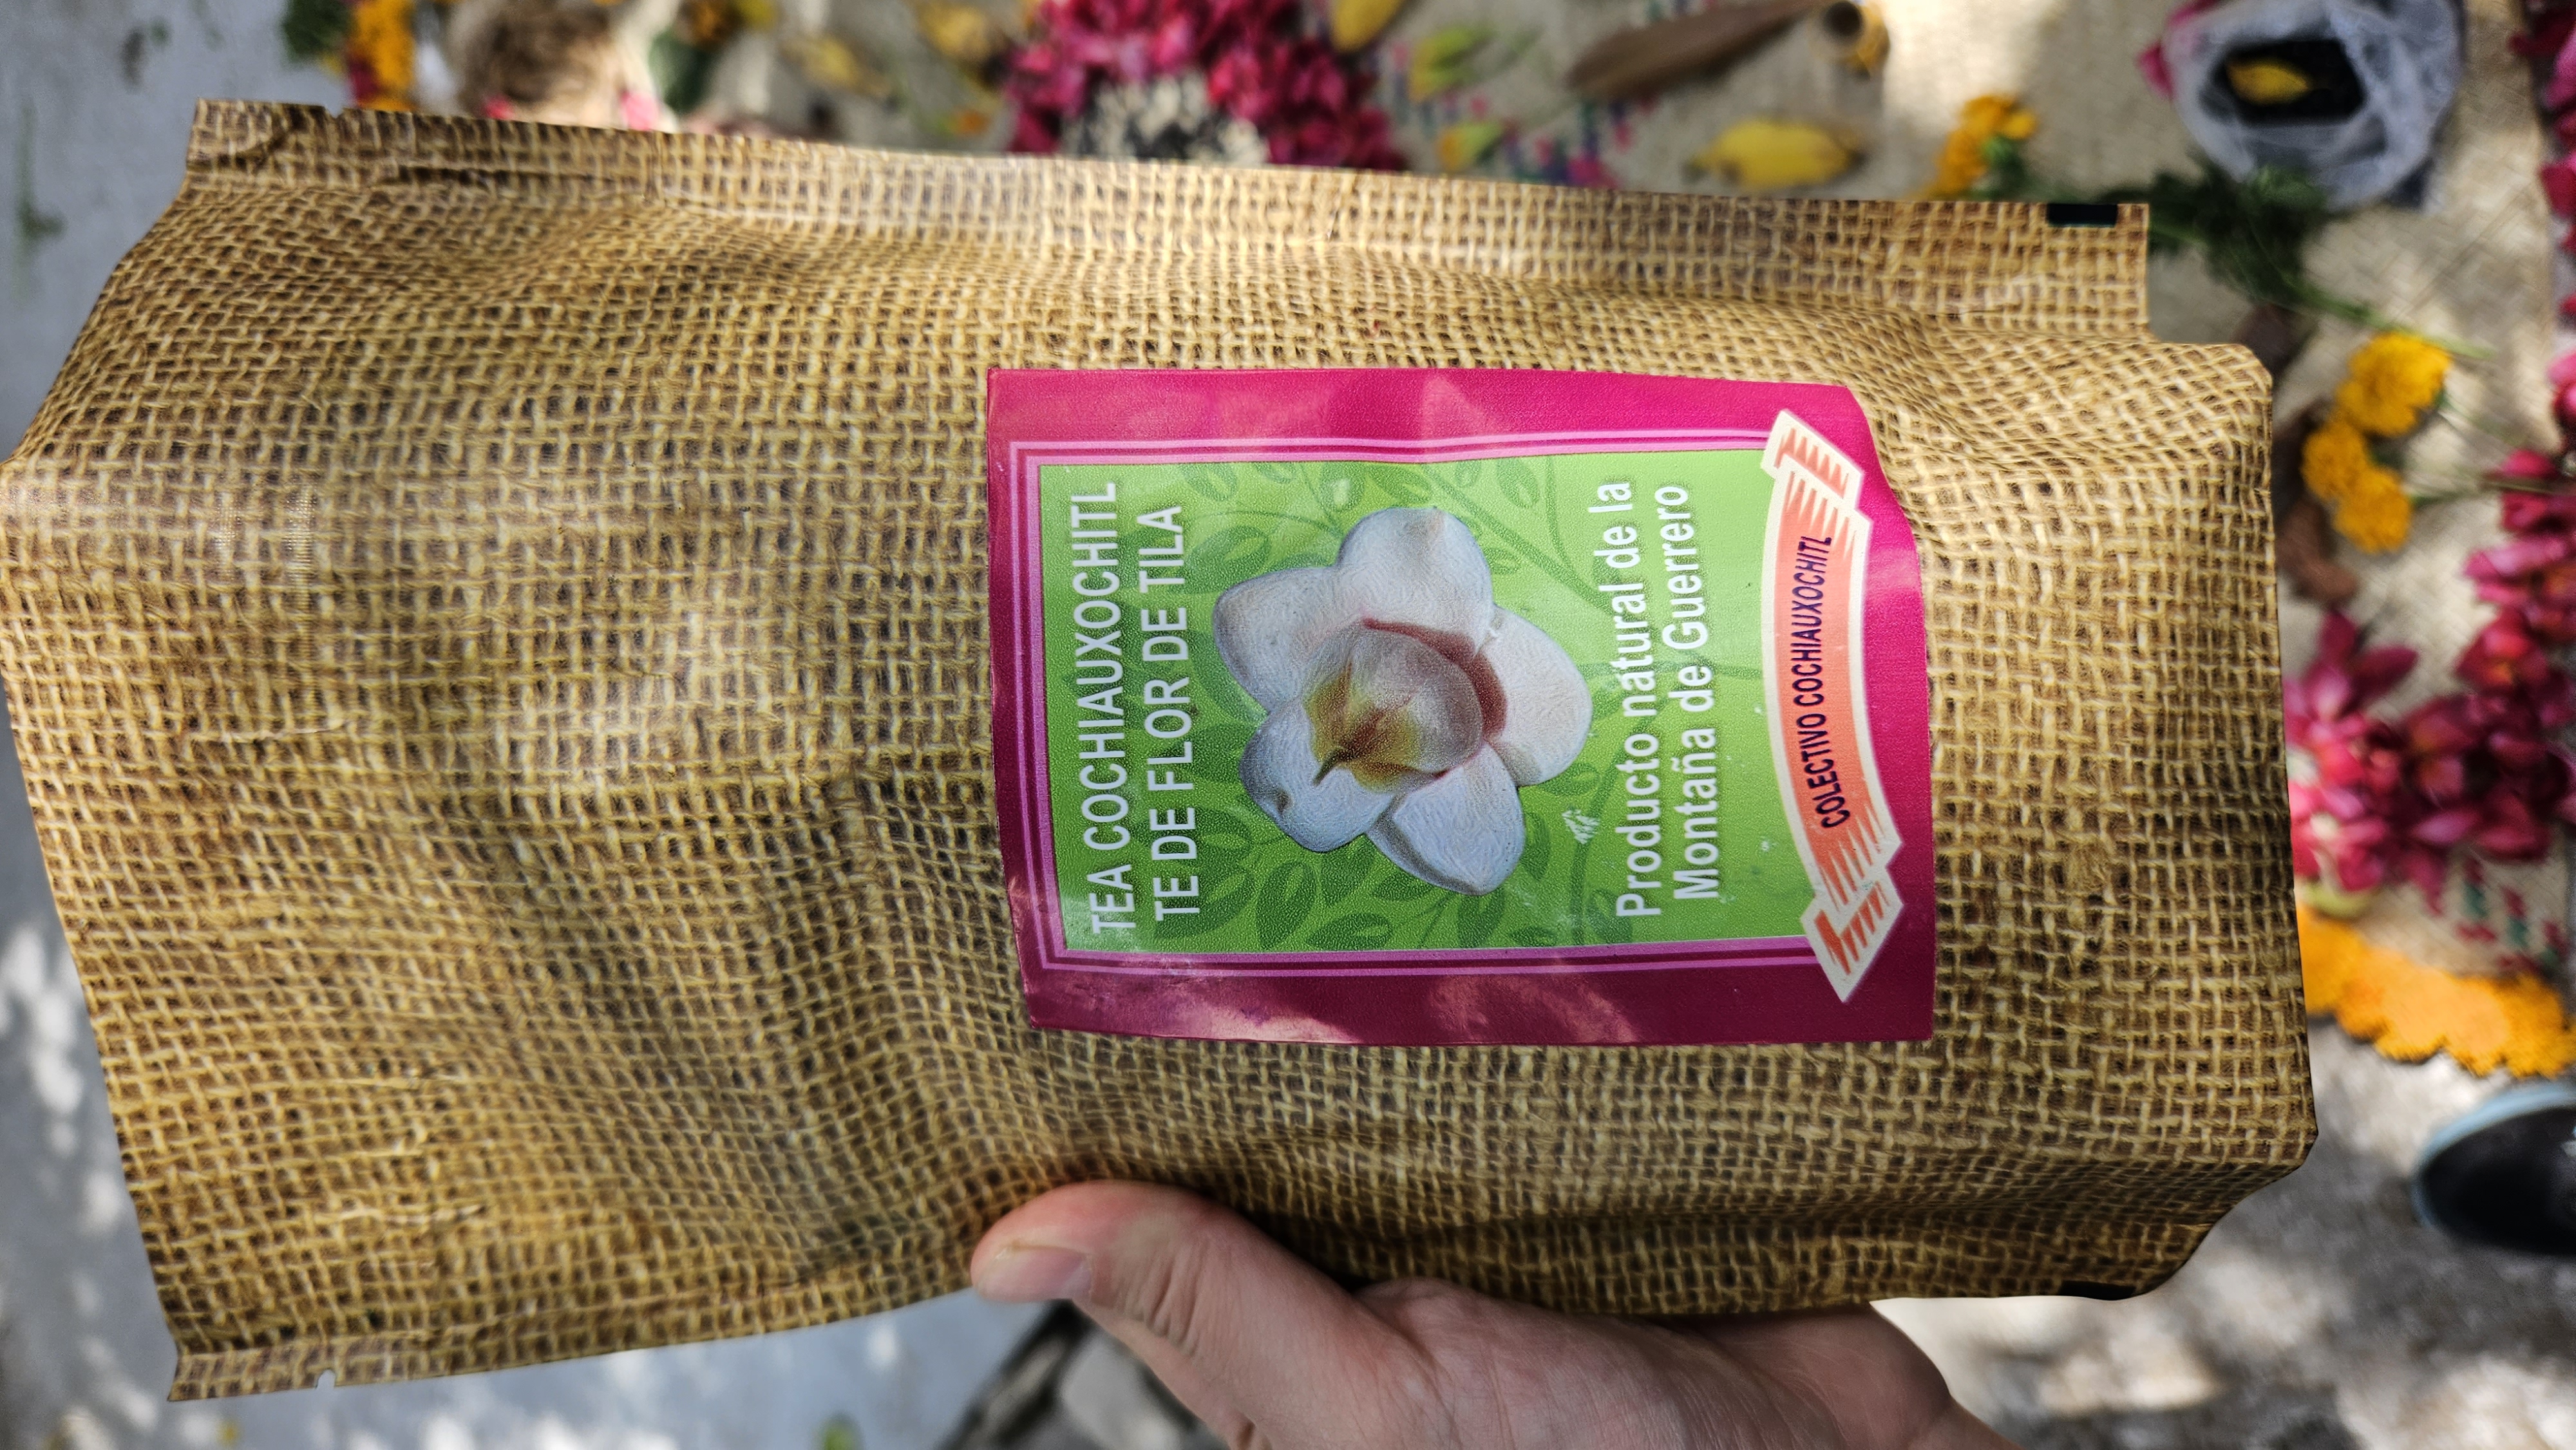 TEA COCHIAUXOCHITL
TE DE FLOR DE TILA
Producto natural de la
Montaña de Guerrero
COLECTIVO COCHIAUXOCHITL